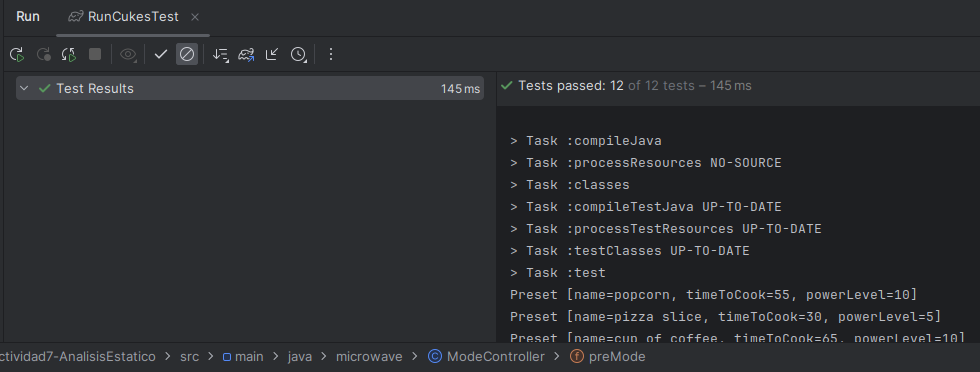 Run RunCukesTest
Test Results 145 ms
Tests passed: 12 of 12 tests – 145 ms
> Task :compileJava
> Task :processResources NO-SOURCE
> Task :classes
> Task :compileTestJava UP-TO-DATE
> Task :processTestResources UP-TO-DATE
> Task :testClasses UP-TO-DATE
> Task :test
Preset [name=popcorn, timeToCook=55, powerLevel=10]
Preset [name=pizza slice, timeToCook=30, powerLevel=5]
Preset [name=cup of coffee, timeToCook=65, powerLevel=10]
ctividad7-AnalisisEstatico > src > main > java > microwave > ModeController > preMode